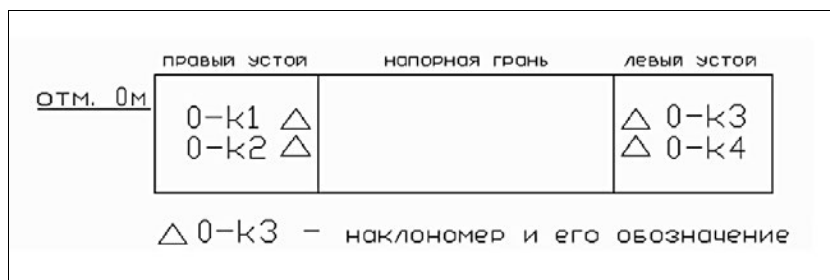 ПРАВЫЙ УСТОЙ НАПОРНАЯ ГРАНЬ ЛЕВЫЙ УСТОЙ
ОТМ. 0м
0-к1 0-к3
0-к2 0-к4
0-к3 - наклономер и его обозначение